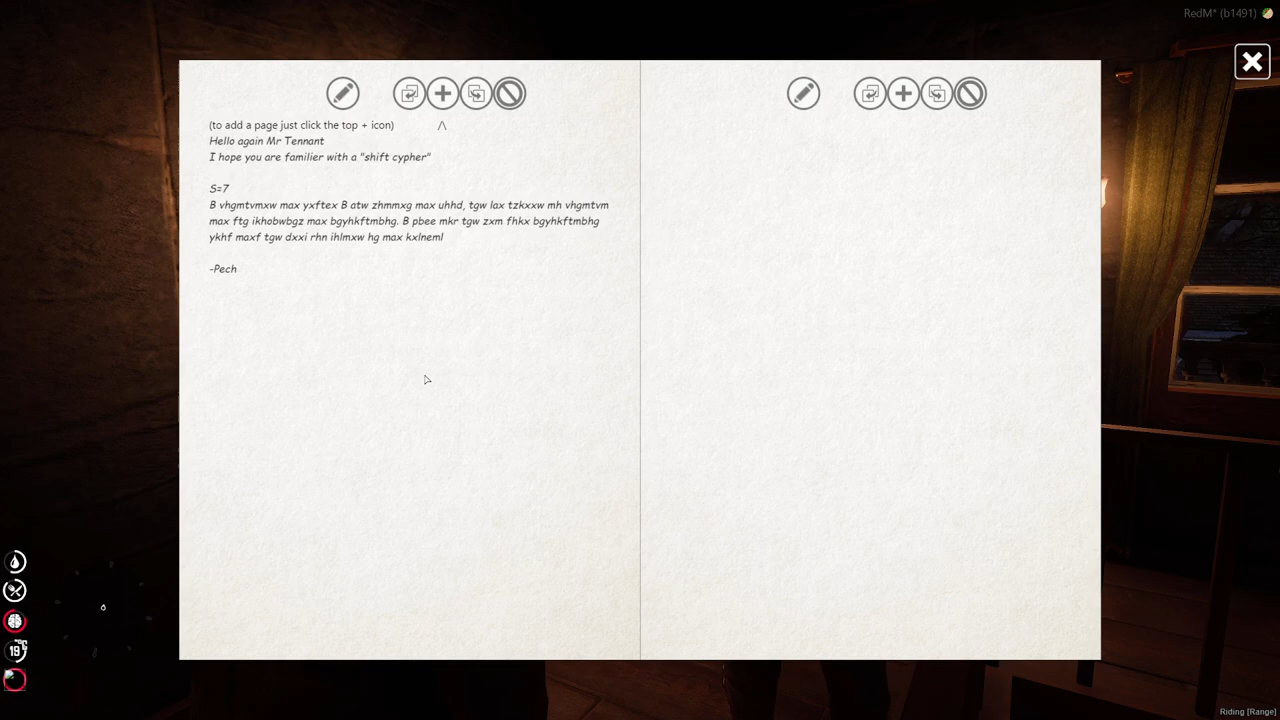 RedM* (b1491)
(to add a page just click the top + icon) /\
Hello again Mr Tennant
I hope you are familier with a "shift cypher"
S=7
B vhgmtvmxw max yxftex B atw zhmmxg max uhhd, tgw lax tzkxxw mh vhgmtvm
max ftg ikhobwbgz max bgyhkftmbhg. B pbee mkr tgw zxm fhkx bgyhkftmbhg
ykhf maxf tgw dxxi rhn ihlmxw hg max kxlneml
-Pech
19°C
Riding [Range]